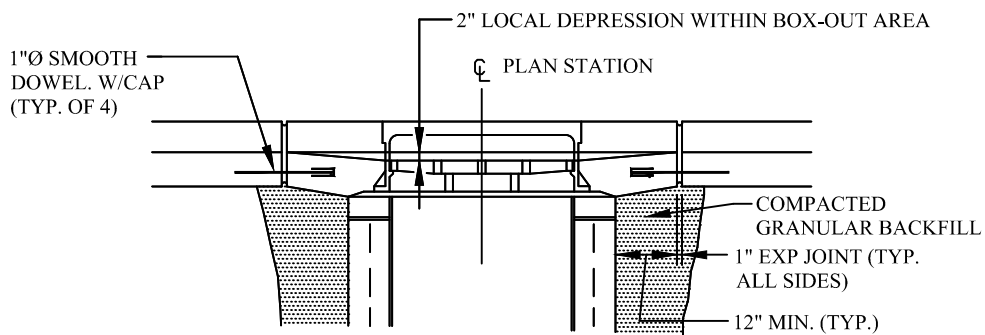 2" LOCAL DEPRESSION WITHIN BOX-OUT AREA
1"Ø SMOOTH
DOWEL. W/CAP
(TYP. OF 4)
℄ PLAN STATION
COMPACTED
GRANULAR BACKFILL
1" EXP JOINT (TYP.
ALL SIDES)
12" MIN. (TYP.)